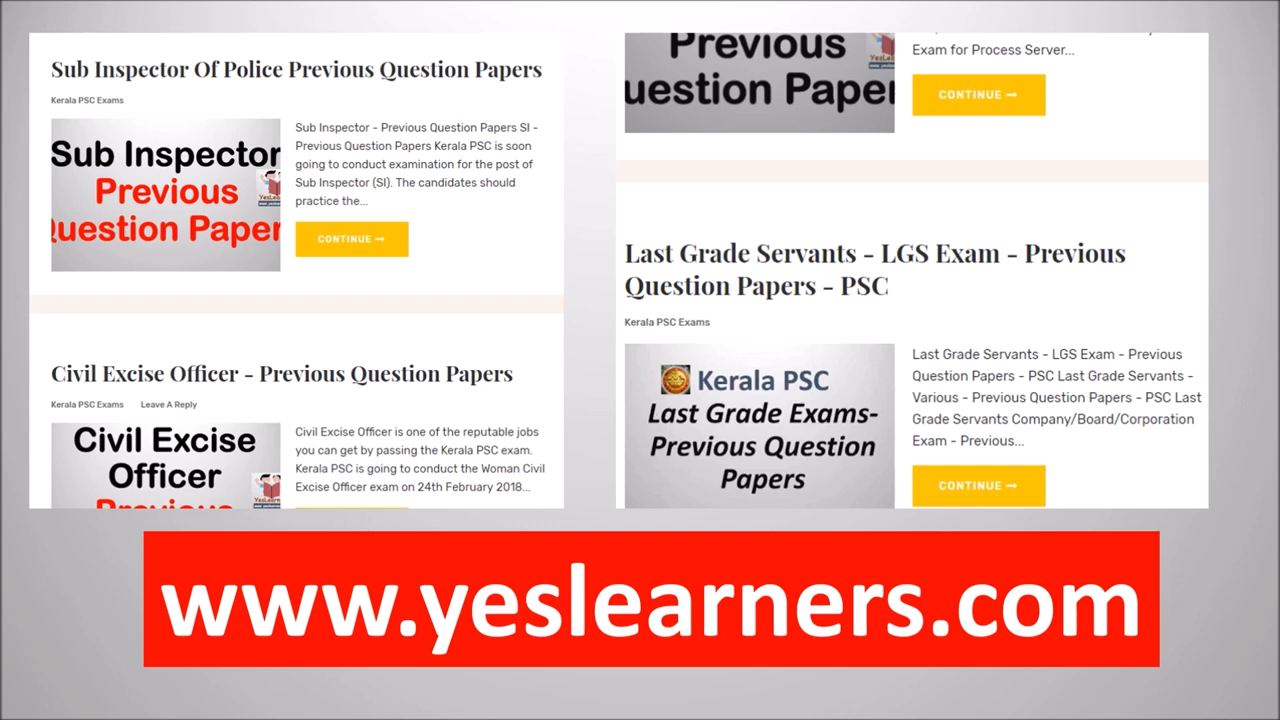 Sub Inspector Of Police Previous Question Papers
Kerala PSC Exams
Sub Inspector
Previous
Question Paper
Sub Inspector - Previous Question Papers SI -
Previous Question Papers Kerala PSC is soon
going to conduct examination for the post of
Sub Inspector (SI). The candidates should
practice the...
CONTINUE
Civil Excise Officer - Previous Question Papers
Kerala PSC Exams Leave A Reply
Civil Excise
Officer
Previous
Civil Excise Officer is one of the reputable jobs
you can get by passing the Kerala PSC exam.
Kerala PSC is going to conduct the Woman Civil
Excise Officer exam on 24th February 2018...
Previous
uestion Paper
Exam for Process Server...
CONTINUE
Last Grade Servants - LGS Exam - Previous
Question Papers - PSC
Kerala PSC Exams
Kerala PSC
Last Grade Exams-
Previous Question
Papers
Last Grade Servants - LGS Exam - Previous
Question Papers - PSC Last Grade Servants -
Various - Previous Question Papers - PSC Last
Grade Servants Company/Board/Corporation
Exam - Previous...
CONTINUE
www.yeslearners.com